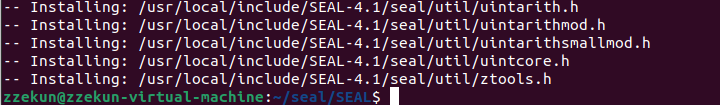 -- Installing: /usr/local/include/SEAL-4.1/seal/util/uintarith.h
-- Installing: /usr/local/include/SEAL-4.1/seal/util/uintarithmod.h
-- Installing: /usr/local/include/SEAL-4.1/seal/util/uintarithsmallmod.h
-- Installing: /usr/local/include/SEAL-4.1/seal/util/uintcore.h
-- Installing: /usr/local/include/SEAL-4.1/seal/util/ztools.h
zzekun@zzekun-virtual-machine:~/seal/SEAL$